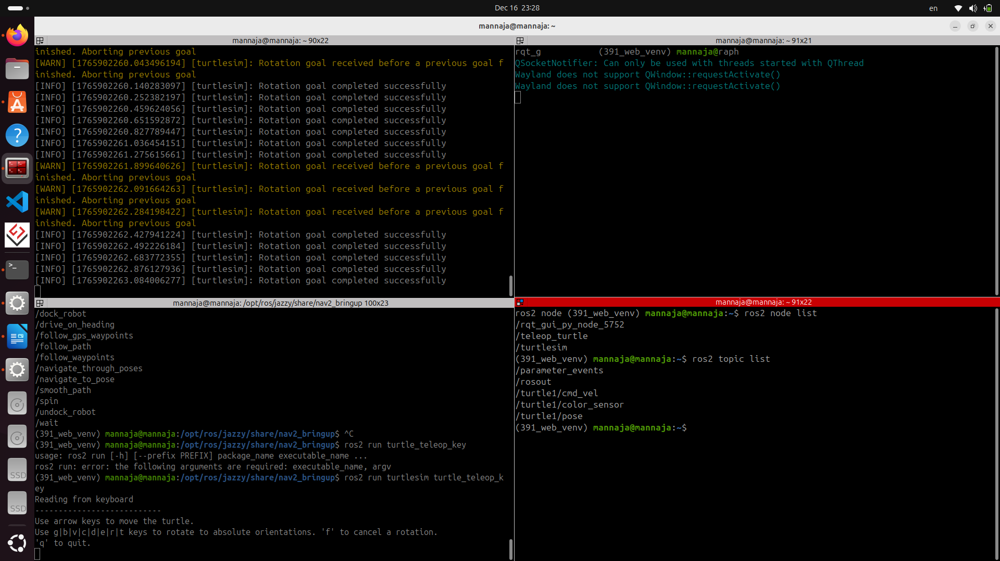 Dec 16 23:28
en
mannaja@mannaja: ~
mannaja@mannaja: ~ 90x22
inished. Aborting previous goal
[WARN] [1765902260.043496194] [turtlesim]: Rotation goal received before a previous goal f
inished. Aborting previous goal
[INFO] [1765902260.140283097] [turtlesim]: Rotation goal completed successfully
[INFO] [1765902260.252382197] [turtlesim]: Rotation goal completed successfully
[INFO] [1765902260.459624056] [turtlesim]: Rotation goal completed successfully
[INFO] [1765902260.651592872] [turtlesim]: Rotation goal completed successfully
[INFO] [1765902260.827789447] [turtlesim]: Rotation goal completed successfully
[INFO] [1765902261.036454151] [turtlesim]: Rotation goal completed successfully
[INFO] [1765902261.275615661] [turtlesim]: Rotation goal completed successfully
[WARN] [1765902261.899640626] [turtlesim]: Rotation goal received before a previous goal f
inished. Aborting previous goal
[WARN] [1765902262.091664263] [turtlesim]: Rotation goal received before a previous goal f
inished. Aborting previous goal
[WARN] [1765902262.284198422] [turtlesim]: Rotation goal received before a previous goal f
inished. Aborting previous goal
[INFO] [1765902262.427941224] [turtlesim]: Rotation goal completed successfully
[INFO] [1765902262.492226184] [turtlesim]: Rotation goal completed successfully
[INFO] [1765902262.683772355] [turtlesim]: Rotation goal completed successfully
[INFO] [1765902262.876127936] [turtlesim]: Rotation goal completed successfully
[INFO] [1765902263.084006277] [turtlesim]: Rotation goal completed successfully
mannaja@mannaja: ~ 91x21
rqt_g (391_web_venv) mannaja@raph
QSocketNotifier: Can only be used with threads started with QThread
Wayland does not support QWindow::requestActivate()
Wayland does not support QWindow::requestActivate()
mannaja@mannaja: /opt/ros/jazzy/share/nav2_bringup 100x23
/dock_robot
/drive_on_heading
/follow_gps_waypoints
/follow_path
/follow_waypoints
/navigate_through_poses
/navigate_to_pose
/smooth_path
/spin
/undock_robot
/wait
(391_web_venv) mannaja@mannaja:/opt/ros/jazzy/share/nav2_bringup$ ^C
(391_web_venv) mannaja@mannaja:/opt/ros/jazzy/share/nav2_bringup$ ros2 run turtle_teleop_key
usage: ros2 run [-h] [--prefix PREFIX] package_name executable_name ...
ros2 run: error: the following arguments are required: executable_name, argv
(391_web_venv) mannaja@mannaja:/opt/ros/jazzy/share/nav2_bringup$ ros2 run turtlesim turtle_teleop_k
ey
Reading from keyboard
---------------------------
Use arrow keys to move the turtle.
Use g|b|v|c|d|e|r|t keys to rotate to absolute orientations. 'f' to cancel a rotation.
'q' to quit.
mannaja@mannaja: ~ 91x22
ros2 node (391_web_venv) mannaja@mannaja:~$ ros2 node list
/rqt_gui_py_node_5752
/teleop_turtle
/turtlesim
(391_web_venv) mannaja@mannaja:~$ ros2 topic list
/parameter_events
/rosout
/turtle1/cmd_vel
/turtle1/color_sensor
/turtle1/pose
(391_web_venv) mannaja@mannaja:~$
SSD
SSD